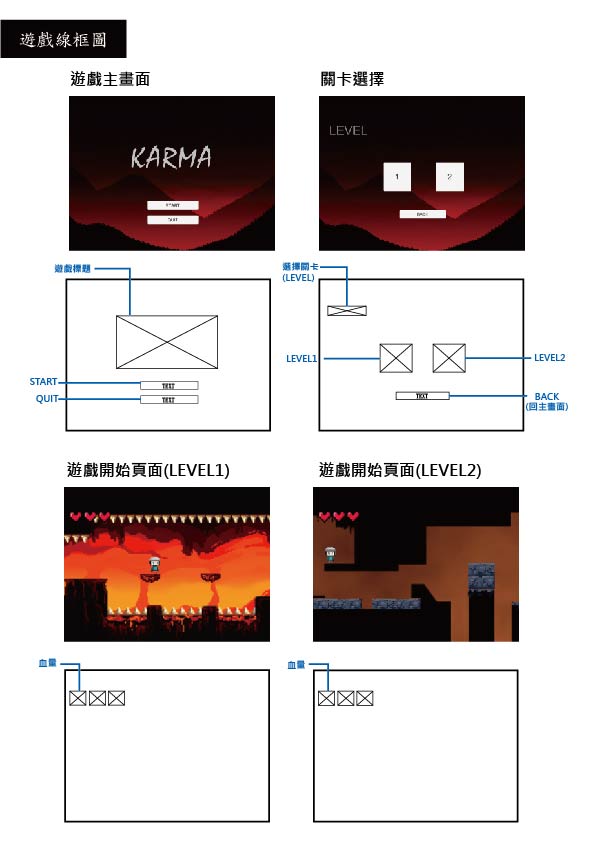 遊戲線框圖
遊戲主畫面
關卡選擇
KARMA
START
QUIT
LEVEL
1
2
BACK
遊戲標題
START
QUIT
TEXT
TEXT
選擇關卡
(LEVEL)
LEVEL1
LEVEL2
TEXT
BACK
(回主畫面)
遊戲開始頁面(LEVEL1)
遊戲開始頁面(LEVEL2)
血量
血量